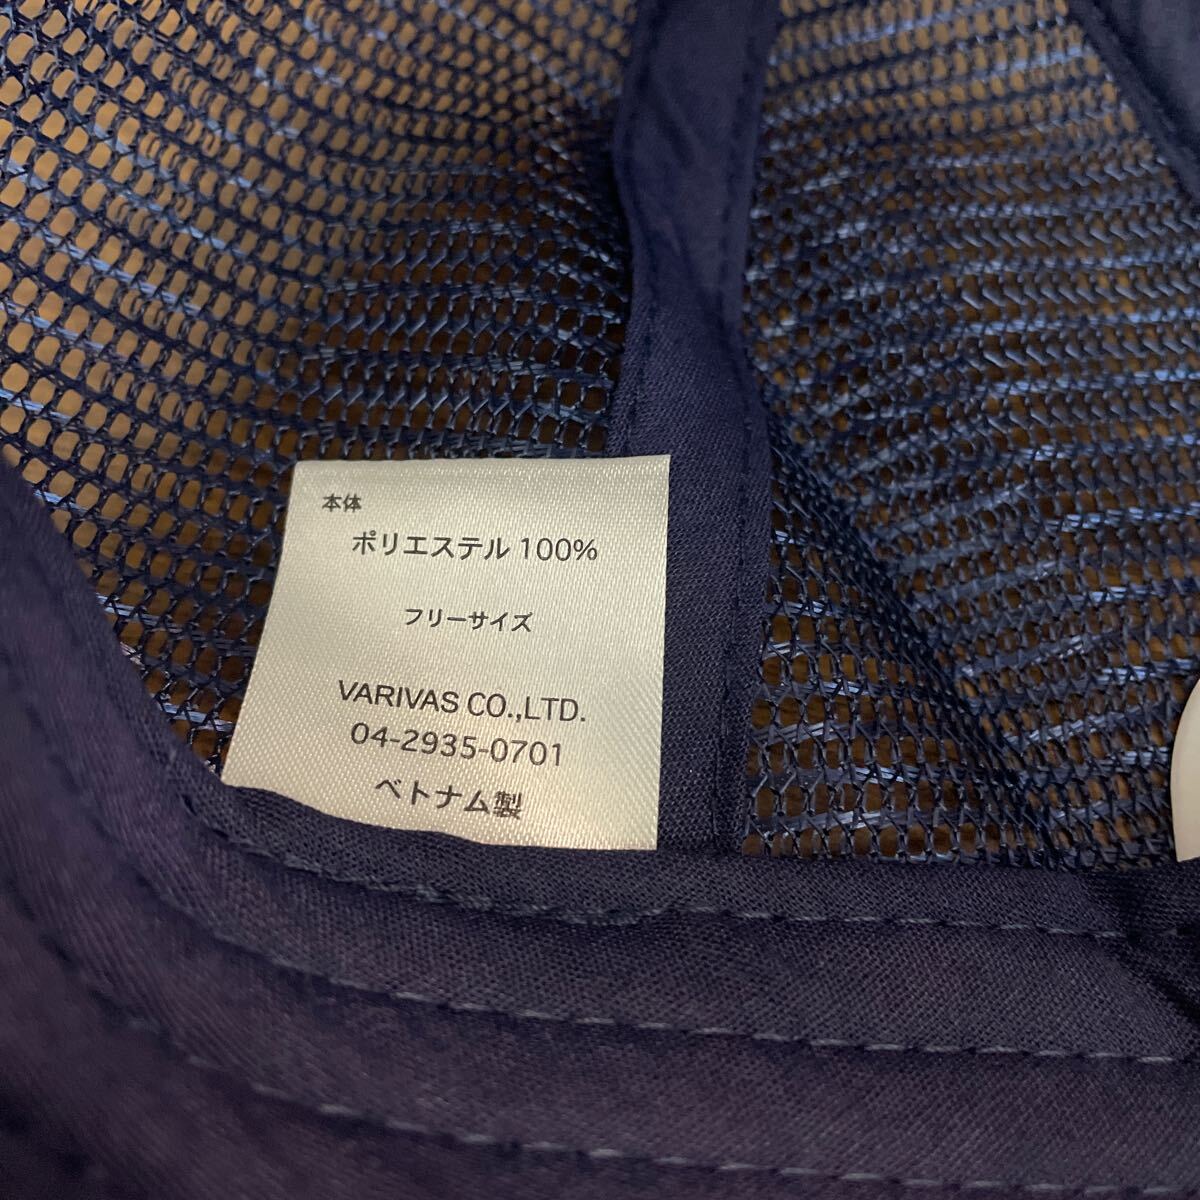 本体
ポリエステル 100%
フリーサイズ
VARIVAS CO.,LTD.
04-2935-0701
ベトナム製